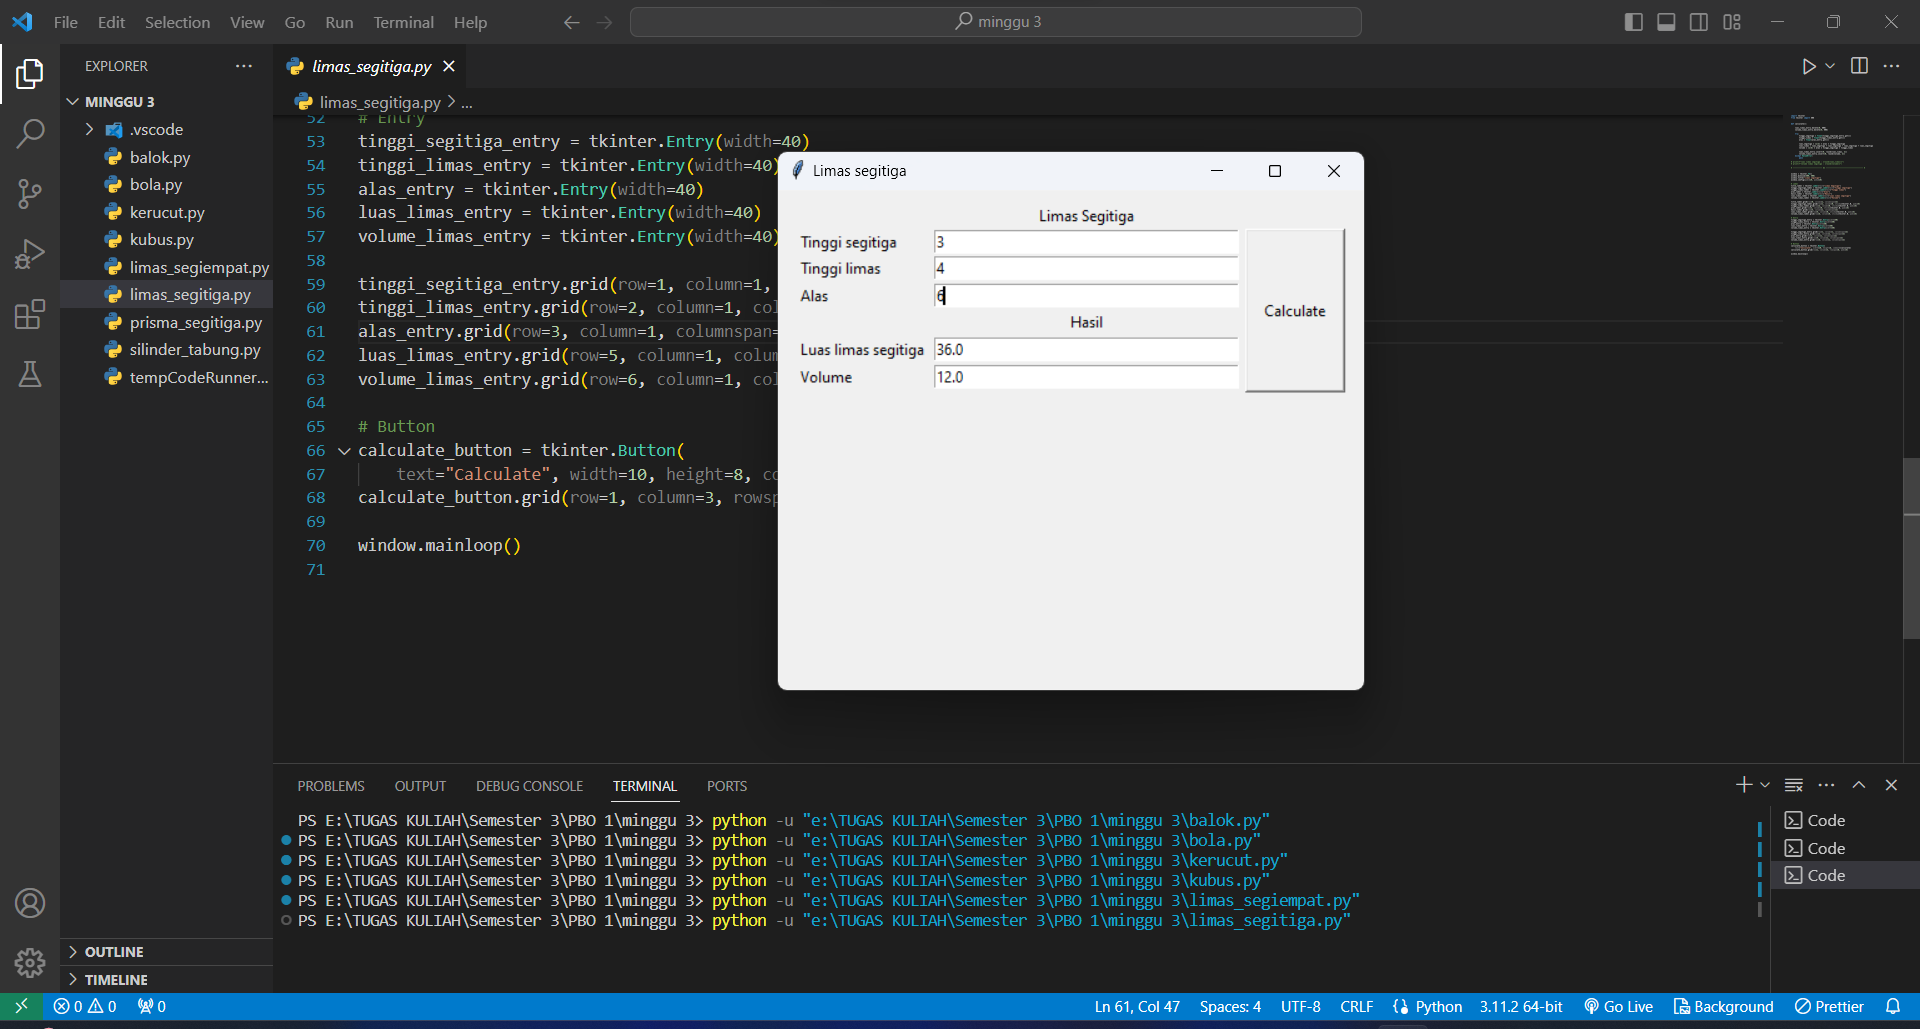 File Edit Selection View Go Run Terminal Help
minggu 3
EXPLORER
MINGGU 3
.vscode
balok.py
bola.py
kerucut.py
kubus.py
limas_segiempat.py
limas_segitiga.py
prisma_segitiga.py
silinder_tabung.py
tempCodeRunner...
OUTLINE
TIMELINE
limas_segitiga.py
limas_segitiga.py > ...
52 # Entry
53 tinggi_segitiga_entry = tkinter.Entry(width=40)
54 tinggi_limas_entry = tkinter.Entry(width=40)
55 alas_entry = tkinter.Entry(width=40)
56 luas_limas_entry = tkinter.Entry(width=40)
57 volume_limas_entry = tkinter.Entry(width=40)
58
59 tinggi_segitiga_entry.grid(row=1, column=1,
60 tinggi_limas_entry.grid(row=2, column=1, col
61 alas_entry.grid(row=3, column=1, columnspan=
62 luas_limas_entry.grid(row=5, column=1, colum
63 volume_limas_entry.grid(row=6, column=1, col
64
65 # Button
66 calculate_button = tkinter.Button(
67 text="Calculate", width=10, height=8, co
68 calculate_button.grid(row=1, column=3, rowsp
69
70 window.mainloop()
71
Limas segitiga
Limas Segitiga
Tinggi segitiga 3
Tinggi limas 4
Alas 6
Hasil
Luas limas segitiga 36.0
Volume 12.0
Calculate
PROBLEMS OUTPUT DEBUG CONSOLE TERMINAL PORTS
PS E:\TUGAS KULIAH\Semester 3\PBO 1\minggu 3> python -u "e:\TUGAS KULIAH\Semester 3\PBO 1\minggu 3\balok.py"
PS E:\TUGAS KULIAH\Semester 3\PBO 1\minggu 3> python -u "e:\TUGAS KULIAH\Semester 3\PBO 1\minggu 3\bola.py"
PS E:\TUGAS KULIAH\Semester 3\PBO 1\minggu 3> python -u "e:\TUGAS KULIAH\Semester 3\PBO 1\minggu 3\kerucut.py"
PS E:\TUGAS KULIAH\Semester 3\PBO 1\minggu 3> python -u "e:\TUGAS KULIAH\Semester 3\PBO 1\minggu 3\kubus.py"
PS E:\TUGAS KULIAH\Semester 3\PBO 1\minggu 3> python -u "e:\TUGAS KULIAH\Semester 3\PBO 1\minggu 3\limas_segiempat.py"
PS E:\TUGAS KULIAH\Semester 3\PBO 1\minggu 3> python -u "e:\TUGAS KULIAH\Semester 3\PBO 1\minggu 3\limas_segitiga.py"
Code
Code
Code
0 0 0
Ln 61, Col 47 Spaces: 4 UTF-8 CRLF Python 3.11.2 64-bit Go Live Background Prettier